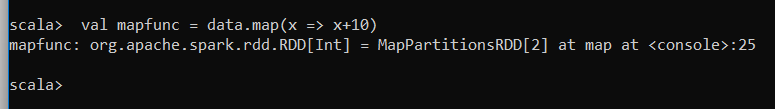 scala>  val mapfunc = data.map(x => x+10)
mapfunc: org.apache.spark.rdd.RDD[Int] = MapPartitionsRDD[2] at map at <console>:25
scala>